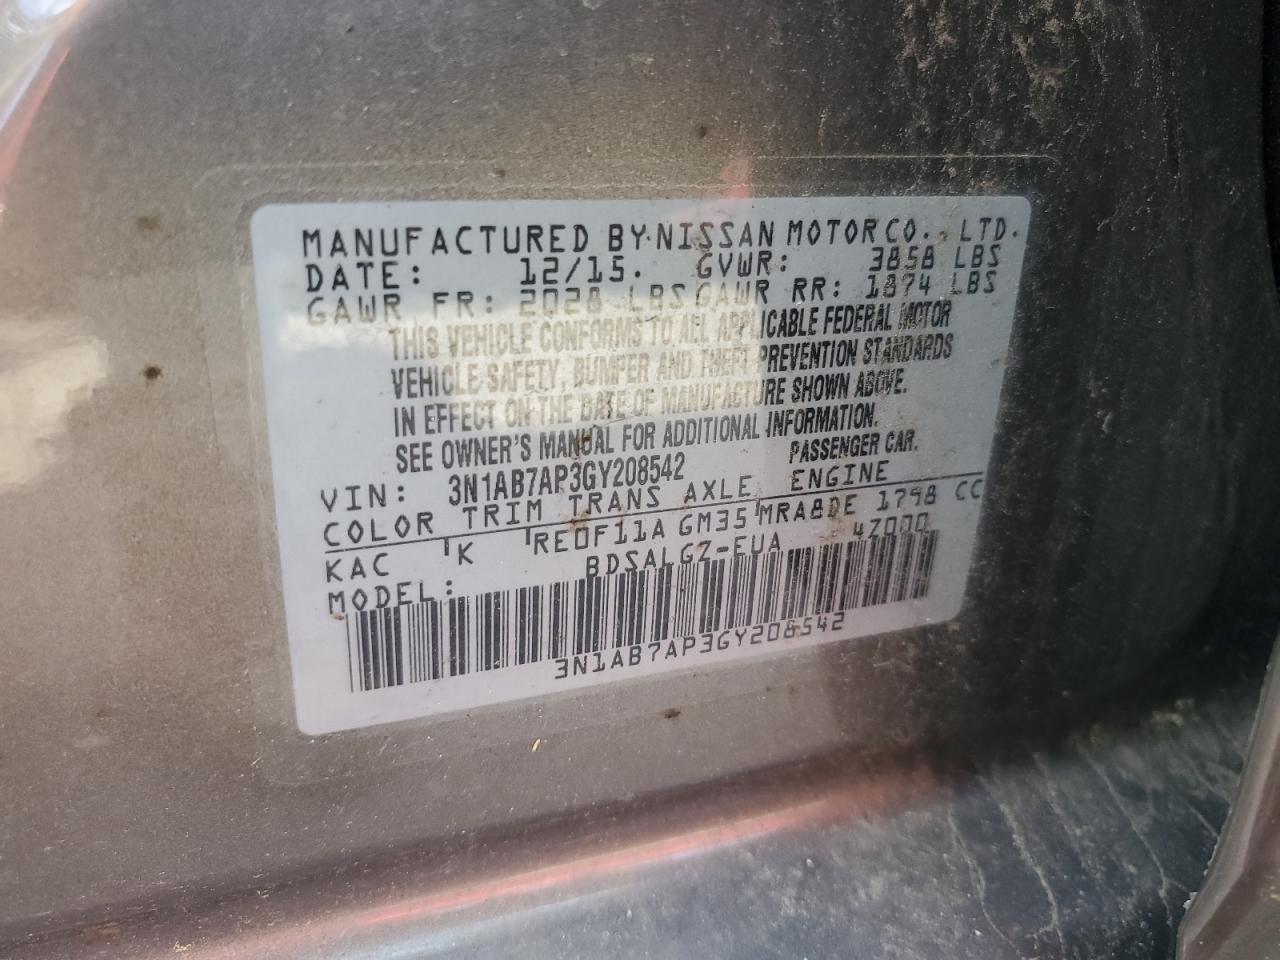 MANUFACTURED BY NISSAN MOTOR CO., LTD.
DATE: 12/15. GVWR: 3858 LBS
GAWR FR: 2028 LBS GAWR RR: 1874 LBS
THIS VEHICLE CONFORMS TO ALL APPLICABLE FEDERAL MOTOR
VEHICLE SAFETY, BUMPER AND THEFT PREVENTION STANDARDS
IN EFFECT ON THE DATE OF MANUFACTURE SHOWN ABOVE.
SEE OWNER'S MANUAL FOR ADDITIONAL INFORMATION.
VIN: 3N1AB7AP3GY208542 PASSENGER CAR.
COLOR TRIM TRANS AXLE ENGINE
KAC K RE0F11A GM35 MRA8DE 1798 CC
MODEL: BDSALGZ-EUA 4Z000
3N1AB7AP3GY208542